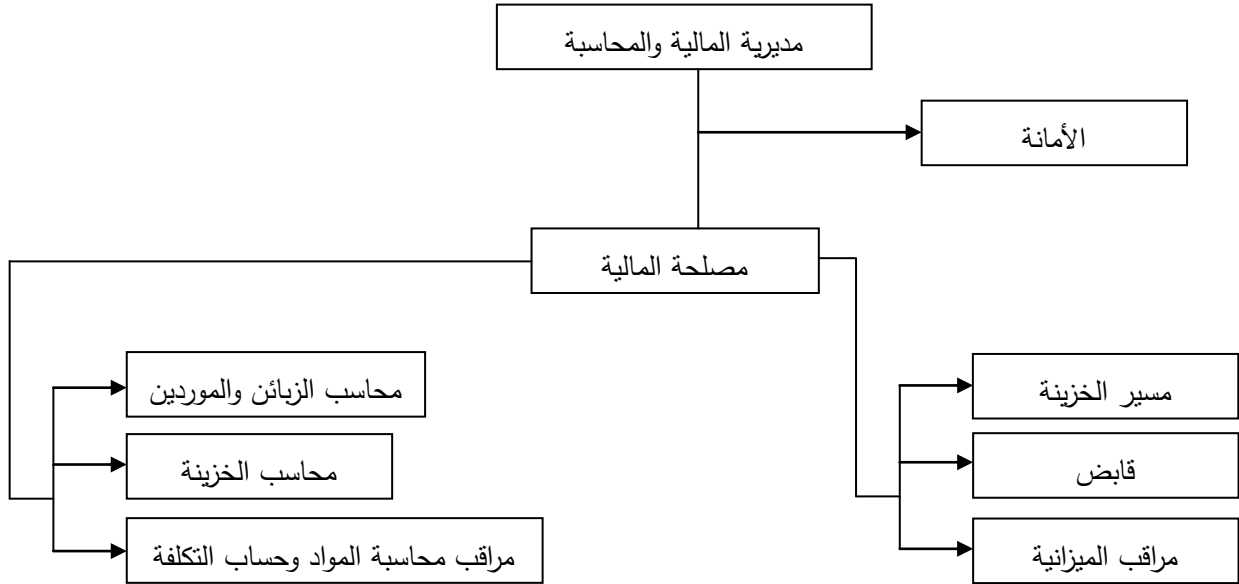 مديرية المالية والمحاسبة
الأمانة
مصلحة المالية
مسير الخزينة
محاسب الزبائن والموردين
قابض
محاسب الخزينة
مراقب الميزانية
مراقب محاسبة المواد وحساب التكلفة